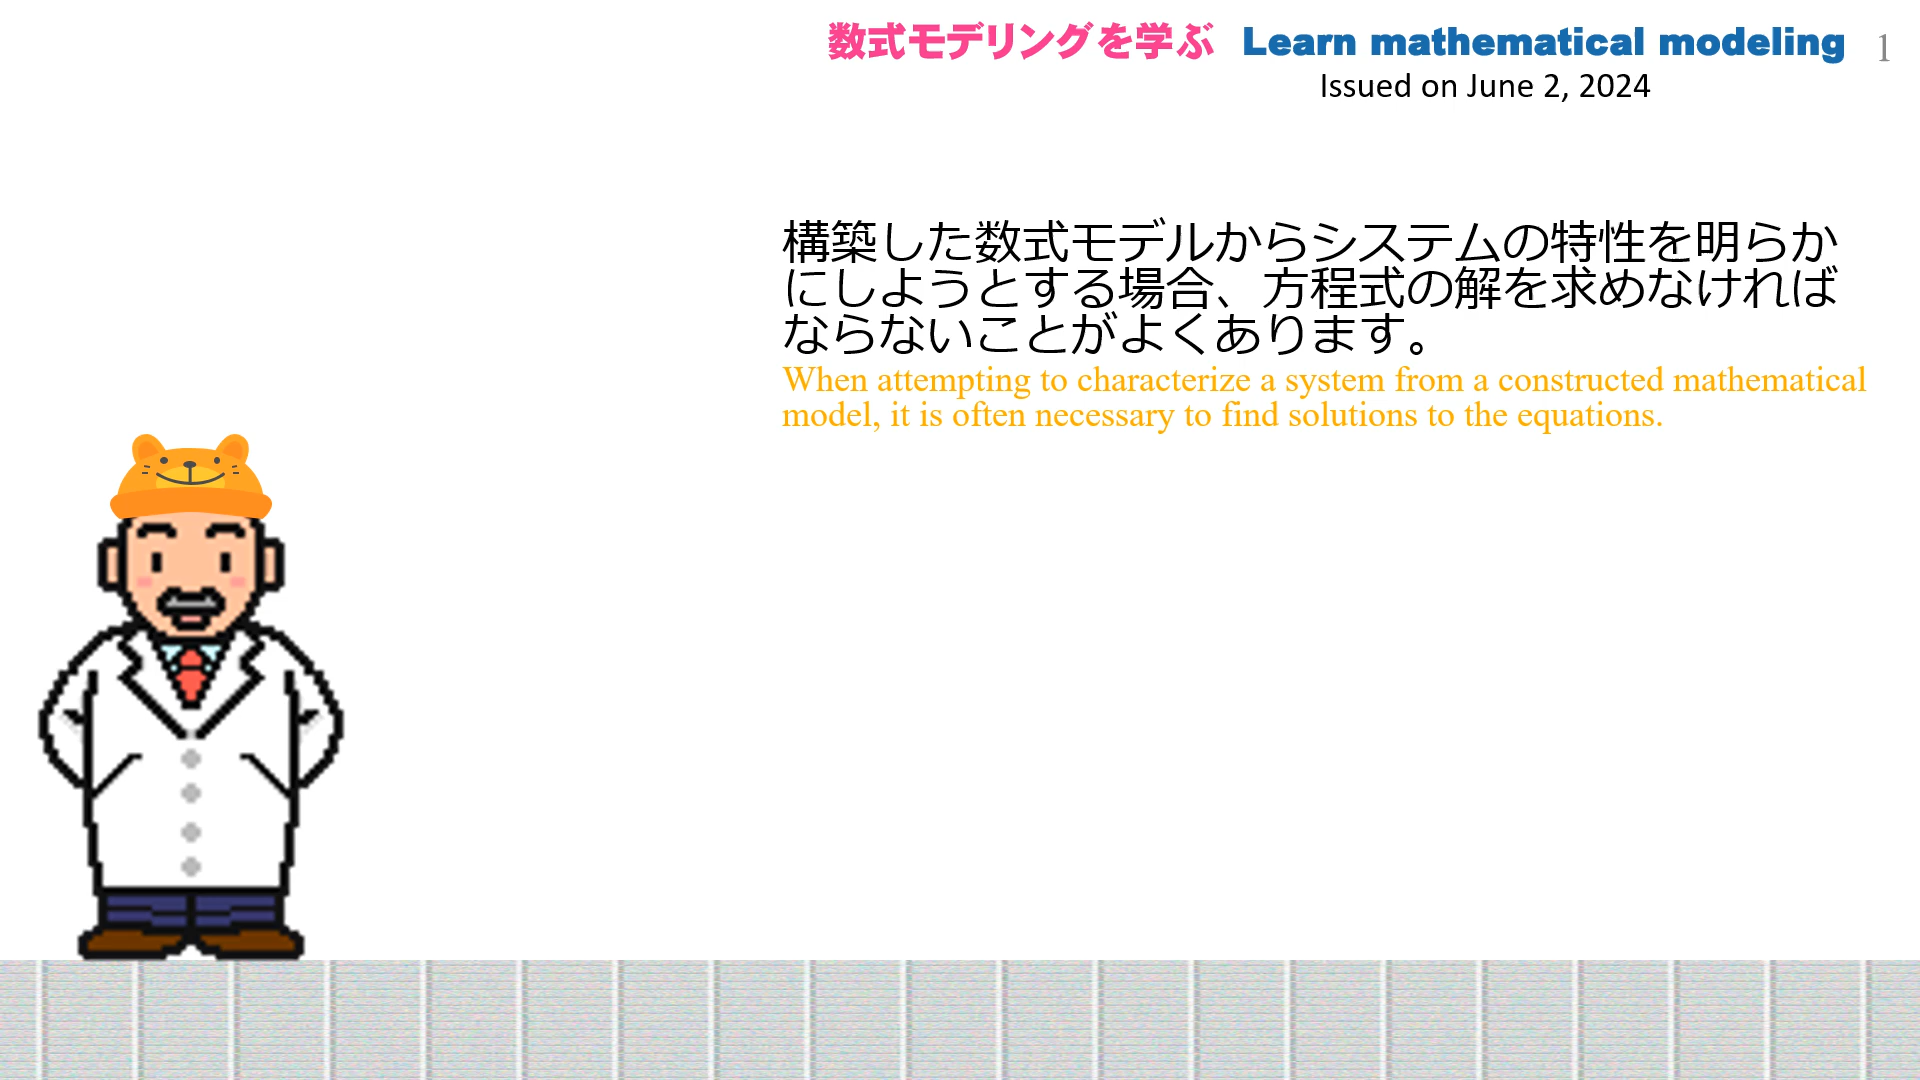 数式モデリングを学ぶ Learn mathematical modeling 1
Issued on June 2, 2024
構築した数式モデルからシステムの特性を明らか
にしようとする場合、方程式の解を求めなければ
ならないことがよくあります。
When attempting to characterize a system from a constructed mathematical
model, it is often necessary to find solutions to the equations.